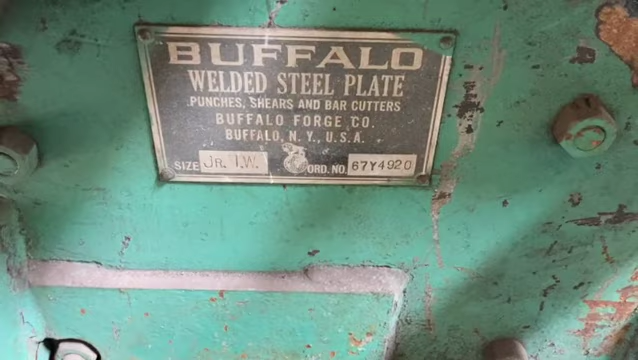 BUFFALO
WELDED STEEL PLATE
PUNCHES, SHEARS AND BAR CUTTERS
BUFFALO FORGE CO.
BUFFALO, N. Y., U.S.A.
SIZE JR. I.W. ORD. NO. 67Y4920